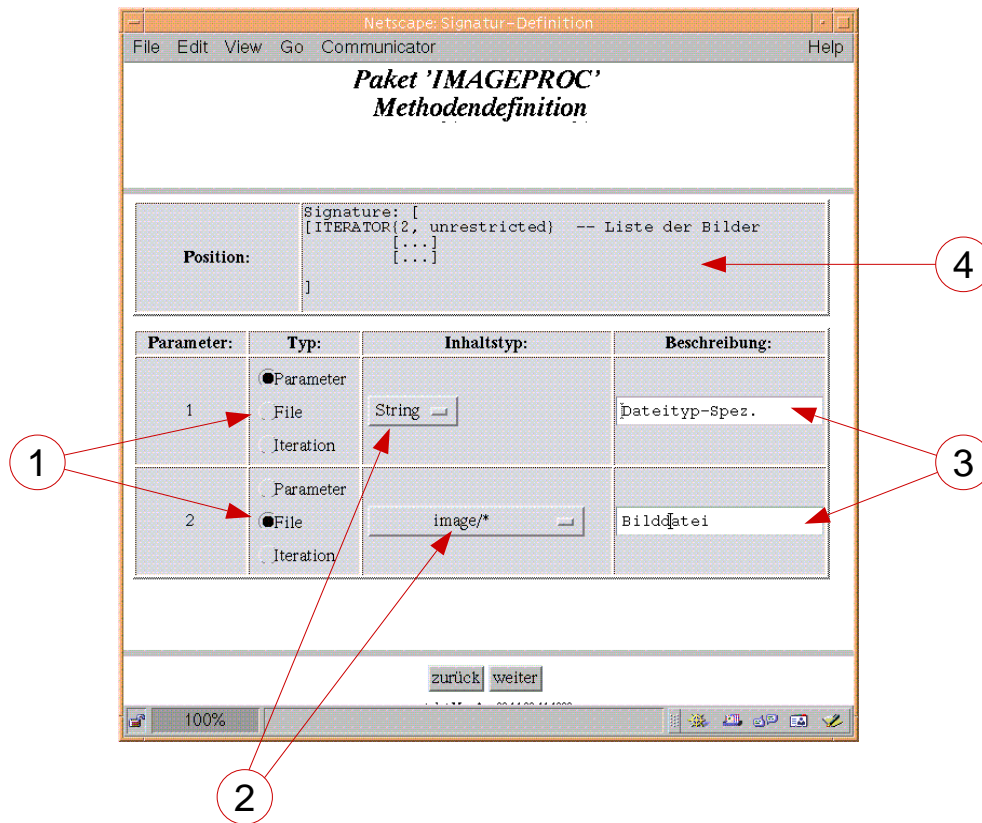 Netscape: Signatur-Definition
File Edit View Go Communicator Help
Paket 'IMAGEPROC'
Methodendefinition
Position:
Signature: [
[ITERATOR{2, unrestricted} -- Liste der Bilder
[...]
[...]
]
4
Parameter: Typ: Inhaltstyp: Beschreibung:
1
Parameter
File
Iteration
String
Dateityp-Spez.
1
3
2
Parameter
File
Iteration
image/*
Bilddatei
zurück weiter
100%
2